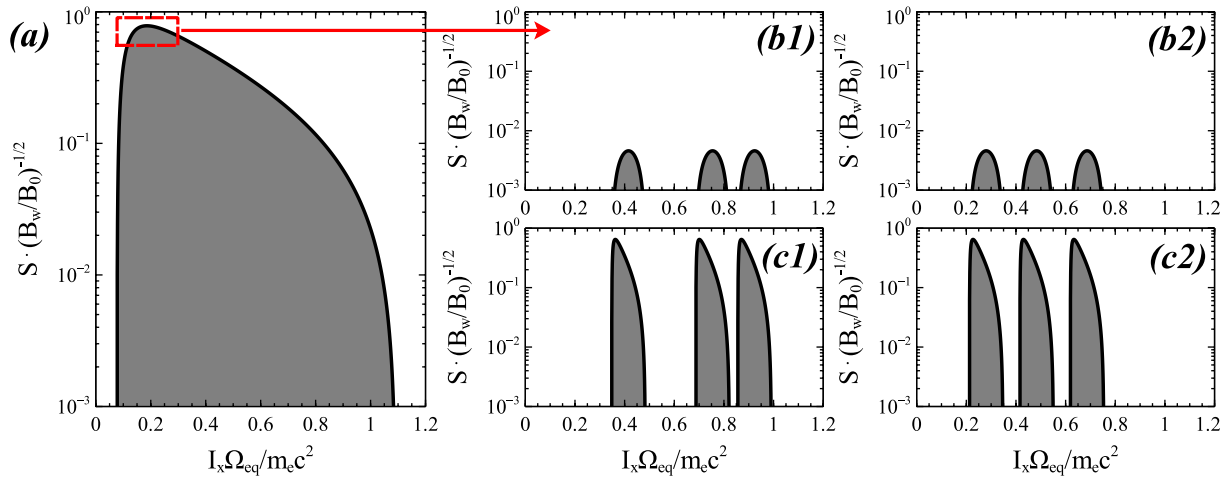 (a)
S · (B_w/B_0)^{-1/2}
10^0
10^{-1}
10^{-2}
10^{-3}
0 0.2 0.4 0.6 0.8 1 1.2
I_xΩ_{eq}/m_ec^2
(b1)
S · (B_w/B_0)^{-1/2}
10^0
10^{-1}
10^{-2}
10^{-3}
0 0.2 0.4 0.6 0.8 1 1.2
(b2)
S · (B_w/B_0)^{-1/2}
10^0
10^{-1}
10^{-2}
10^{-3}
0 0.2 0.4 0.6 0.8 1 1.2
(c1)
S · (B_w/B_0)^{-1/2}
10^0
10^{-1}
10^{-2}
10^{-3}
0 0.2 0.4 0.6 0.8 1 1.2
I_xΩ_{eq}/m_ec^2
(c2)
S · (B_w/B_0)^{-1/2}
10^0
10^{-1}
10^{-2}
10^{-3}
0 0.2 0.4 0.6 0.8 1 1.2
I_xΩ_{eq}/m_ec^2